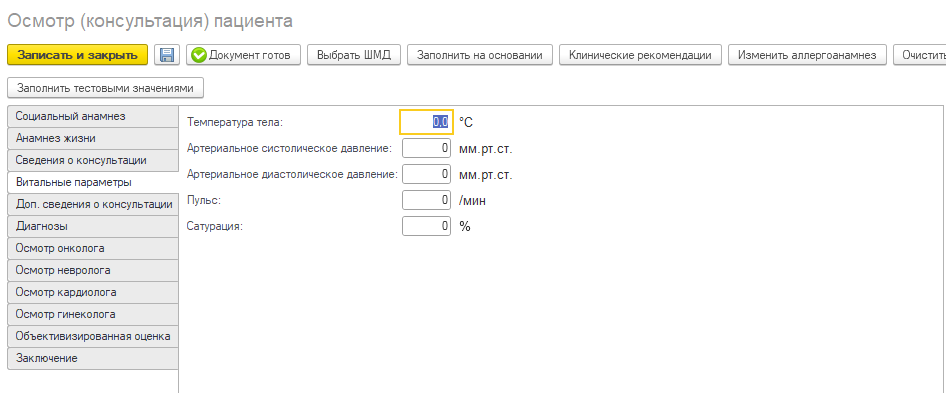 Осмотр (консультация) пациента
Записать и закрыть Документ готов Выбрать ШМД Заполнить на основании Клинические рекомендации Изменить аллергоанамнез Очистить
Заполнить тестовыми значениями
Социальный анамнез
Анамнез жизни
Сведения о консультации
Витальные параметры
Доп. сведения о консультации
Диагнозы
Осмотр онколога
Осмотр невролога
Осмотр кардиолога
Осмотр гинеколога
Объективизированная оценка
Заключение
Температура тела: 0,0 °C
Артериальное систолическое давление: 0 мм.рт.ст.
Артериальное диастолическое давление: 0 мм.рт.ст.
Пульс: 0 /мин
Сатурация: 0 %